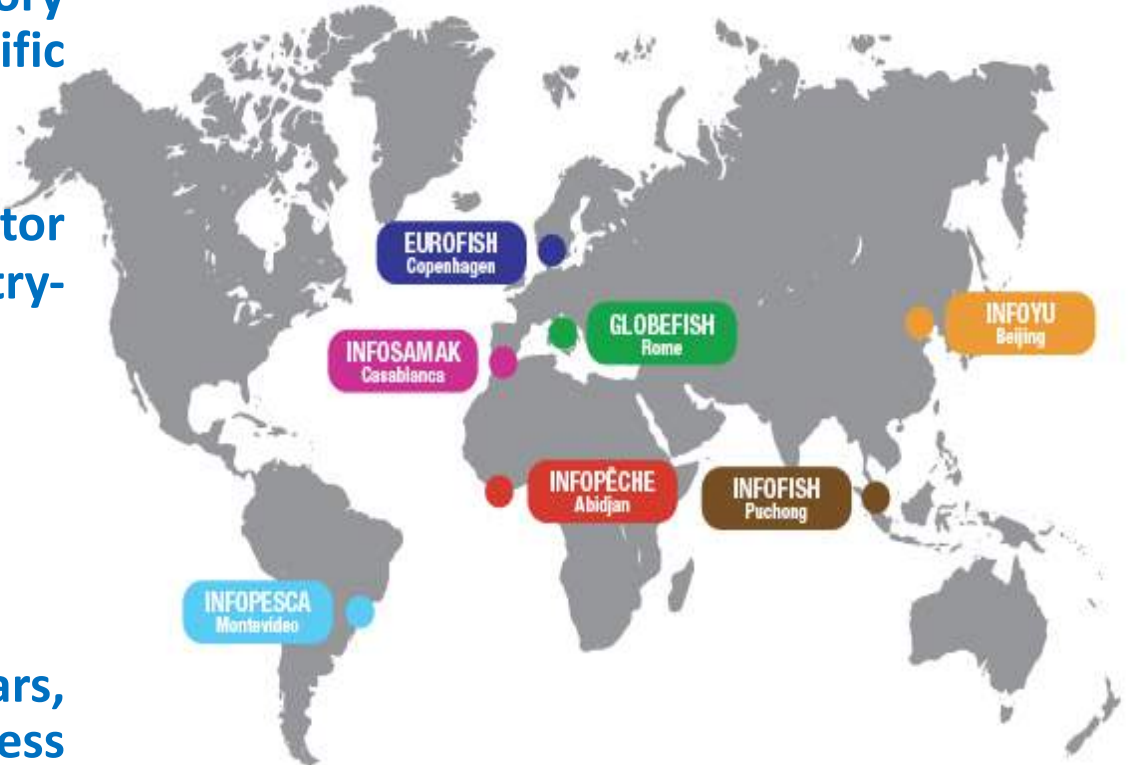 ory
ific
tor
try-
ars,
ess
EUROFISH
Copenhagen
GLOBEFISH
Rome
INFOYU
Beijing
INFOSAMAK
Casablanca
INFOPÊCHE
Abidjan
INFOFISH
Puchong
INFOPESCA
Montevideo